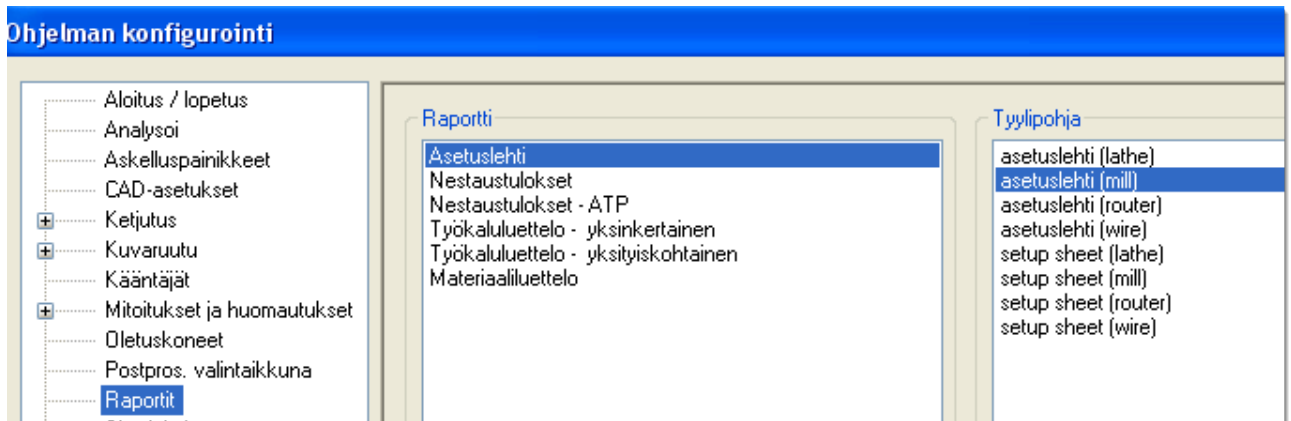 Ohjelman konfigurointi
Aloitus / lopetus
Analysoi
Askelluspainikkeet
CAD-asetukset
Ketjutus
Kuvaruutu
Kääntäjät
Mitoitukset ja huomautukset
Oletuskoneet
Postpros. valintaikkuna
Raportit
Raportti
Asetuslehti
Nestaustulokset
Nestaustulokset - ATP
Työkaluluettelo - yksinkertainen
Työkaluluettelo - yksityiskohtainen
Materiaaliluettelo
Tyylipohja
asetuslehti (lathe)
asetuslehti (mill)
asetuslehti (router)
asetuslehti (wire)
setup sheet (lathe)
setup sheet (mill)
setup sheet (router)
setup sheet (wire)